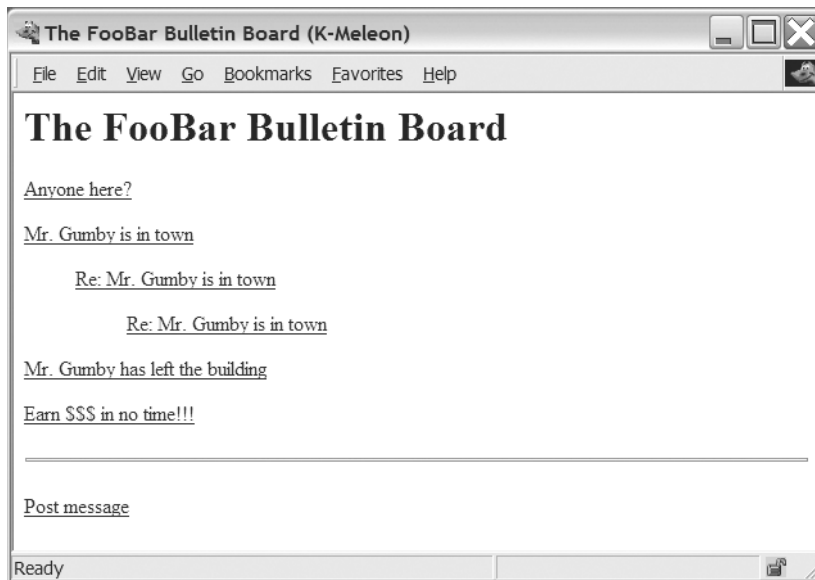 The FooBar Bulletin Board (K-Meleon)
File Edit View Go Bookmarks Favorites Help
The FooBar Bulletin Board
Anyone here?
Mr. Gumby is in town
Re: Mr. Gumby is in town
Re: Mr. Gumby is in town
Mr. Gumby has left the building
Earn $$$ in no time!!!
Post message
Ready